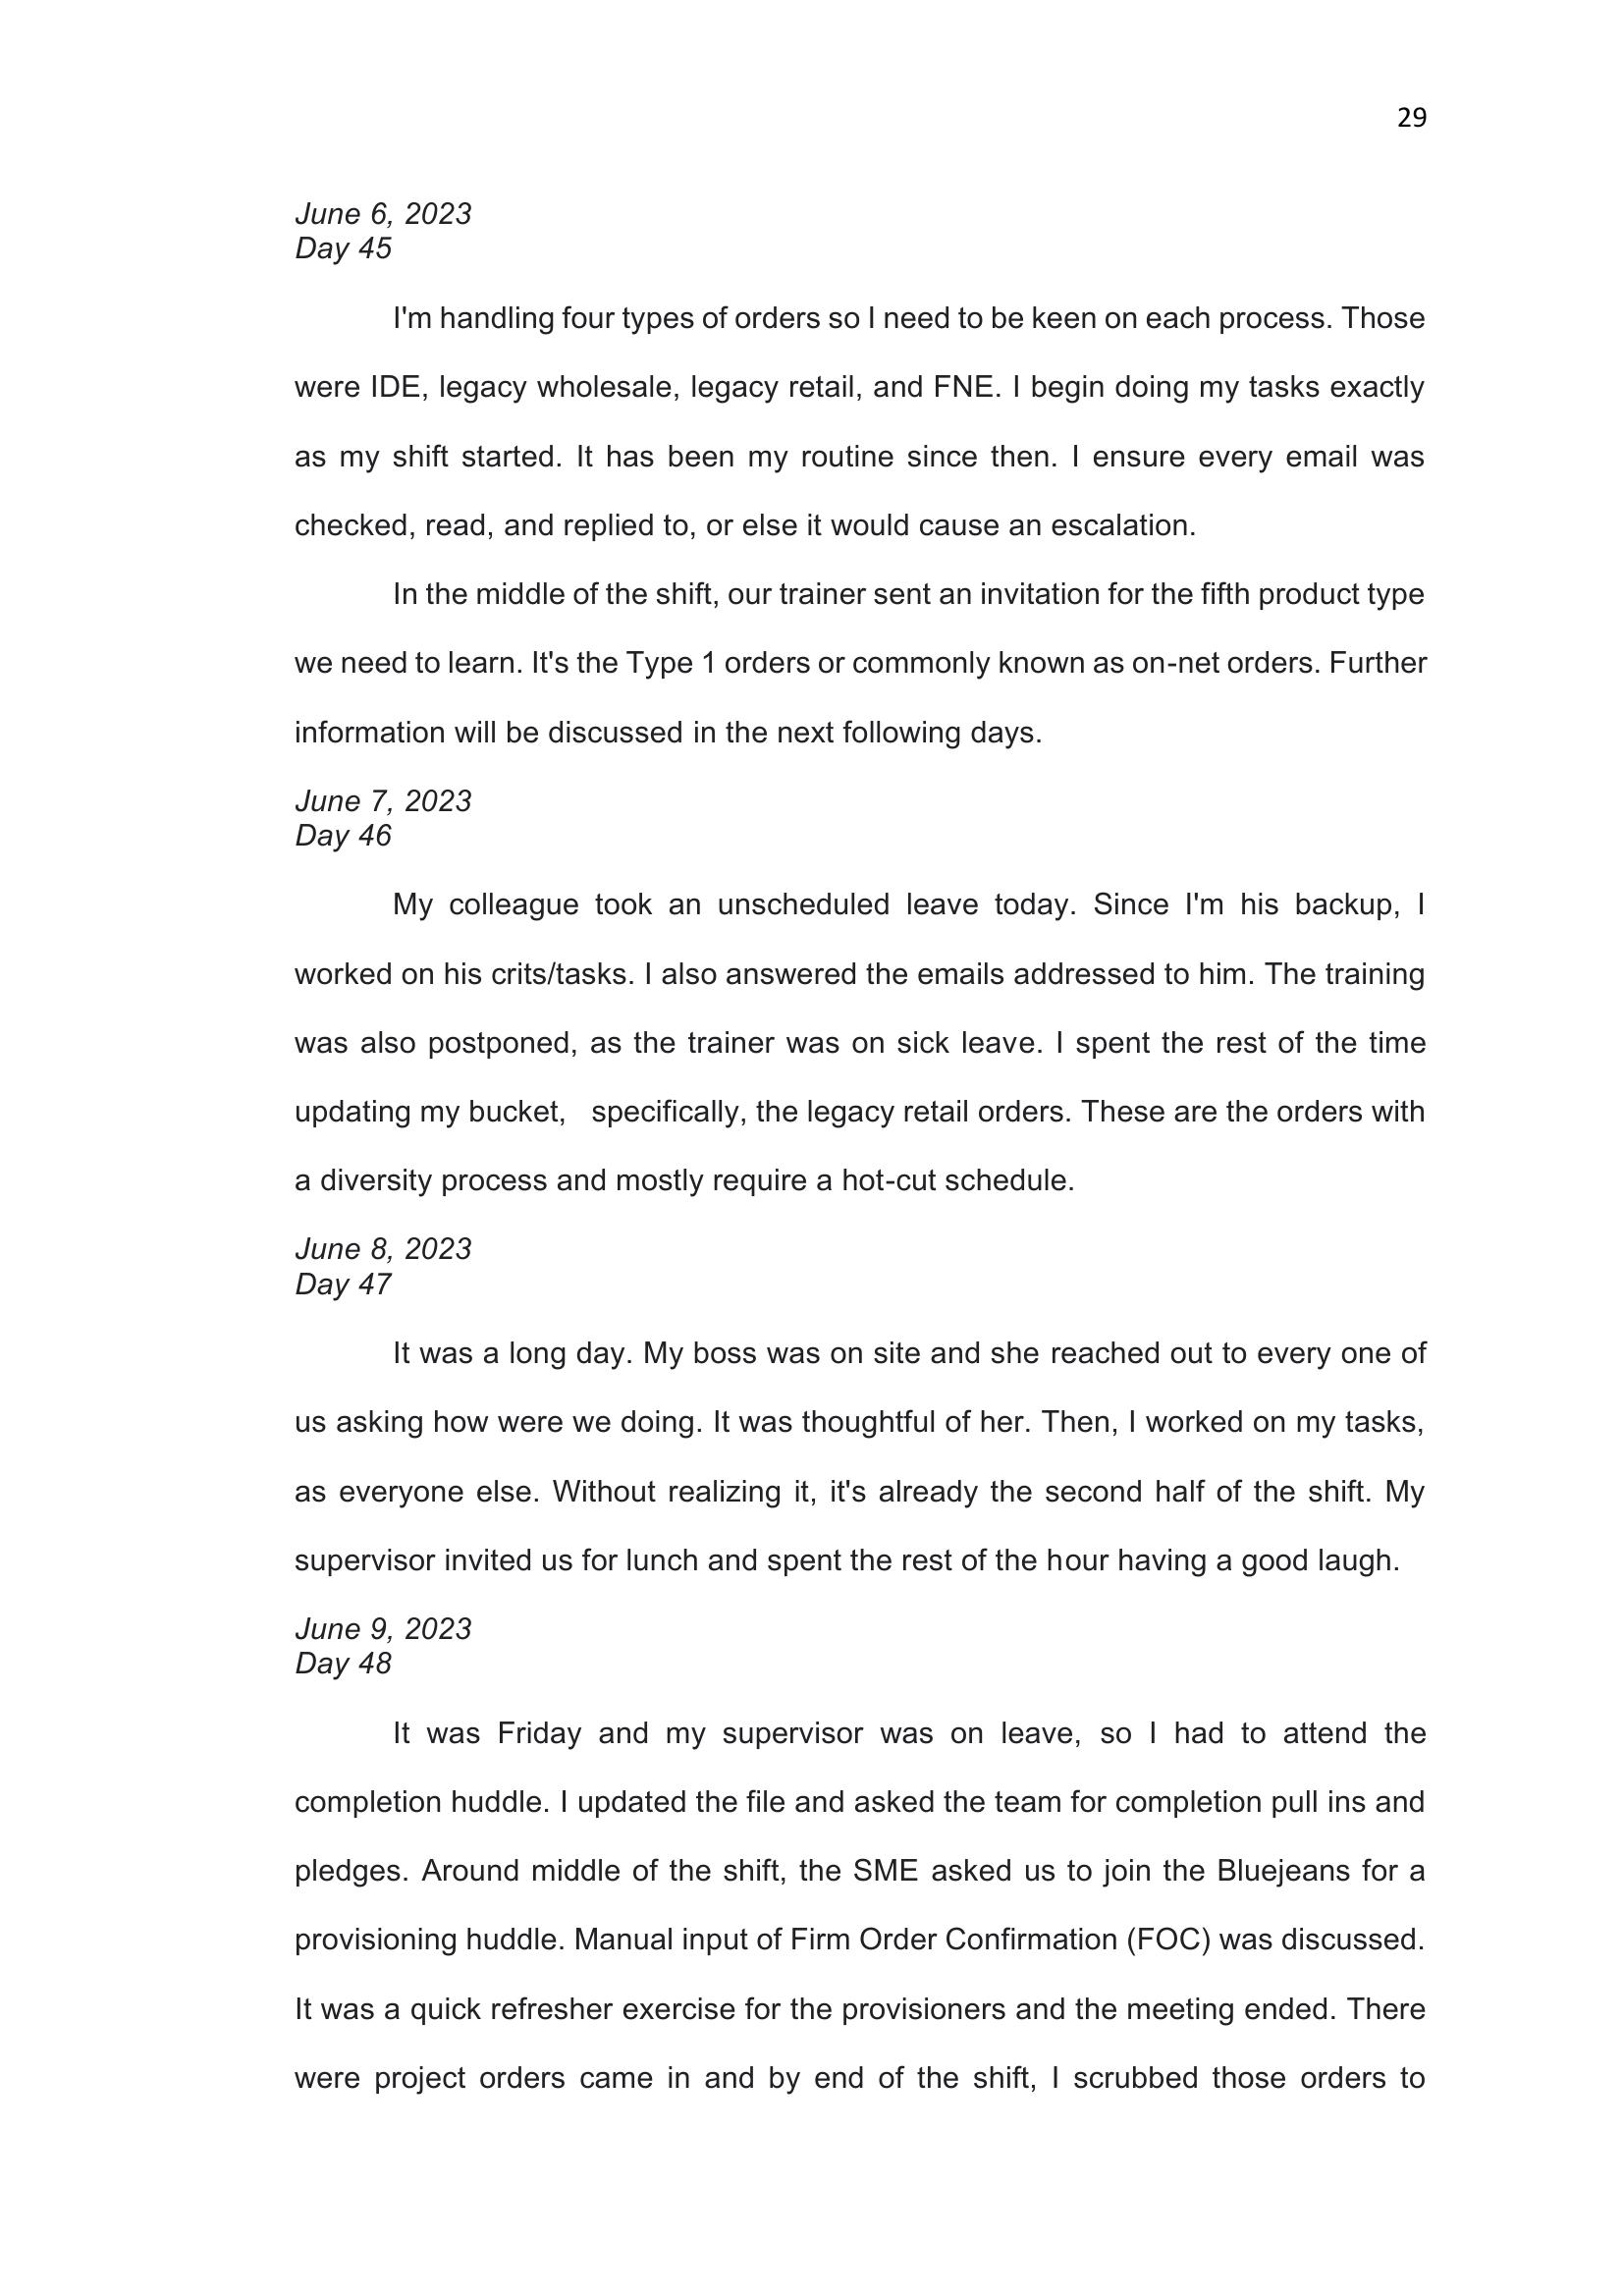 29
June 6, 2023
Day 45
I'm handling four types of orders so I need to be keen on each process. Those
were IDE, legacy wholesale, legacy retail, and FNE. I begin doing my tasks exactly
as my shift started. It has been my routine since then. I ensure every email was
checked, read, and replied to, or else it would cause an escalation.
In the middle of the shift, our trainer sent an invitation for the fifth product type
we need to learn. It's the Type 1 orders or commonly known as on-net orders. Further
information will be discussed in the next following days.
June 7, 2023
Day 46
My colleague took an unscheduled leave today. Since I'm his backup, I
worked on his crits/tasks. I also answered the emails addressed to him. The training
was also postponed, as the trainer was on sick leave. I spent the rest of the time
updating my bucket, specifically, the legacy retail orders. These are the orders with
a diversity process and mostly require a hot-cut schedule.
June 8, 2023
Day 47
It was a long day. My boss was on site and she reached out to every one of
us asking how were we doing. It was thoughtful of her. Then, I worked on my tasks,
as everyone else. Without realizing it, it's already the second half of the shift. My
supervisor invited us for lunch and spent the rest of the hour having a good laugh.
June 9, 2023
Day 48
It was Friday and my supervisor was on leave, so I had to attend the
completion huddle. I updated the file and asked the team for completion pull ins and
pledges. Around middle of the shift, the SME asked us to join the Bluejeans for a
provisioning huddle. Manual input of Firm Order Confirmation (FOC) was discussed.
It was a quick refresher exercise for the provisioners and the meeting ended. There
were project orders came in and by end of the shift, I scrubbed those orders to